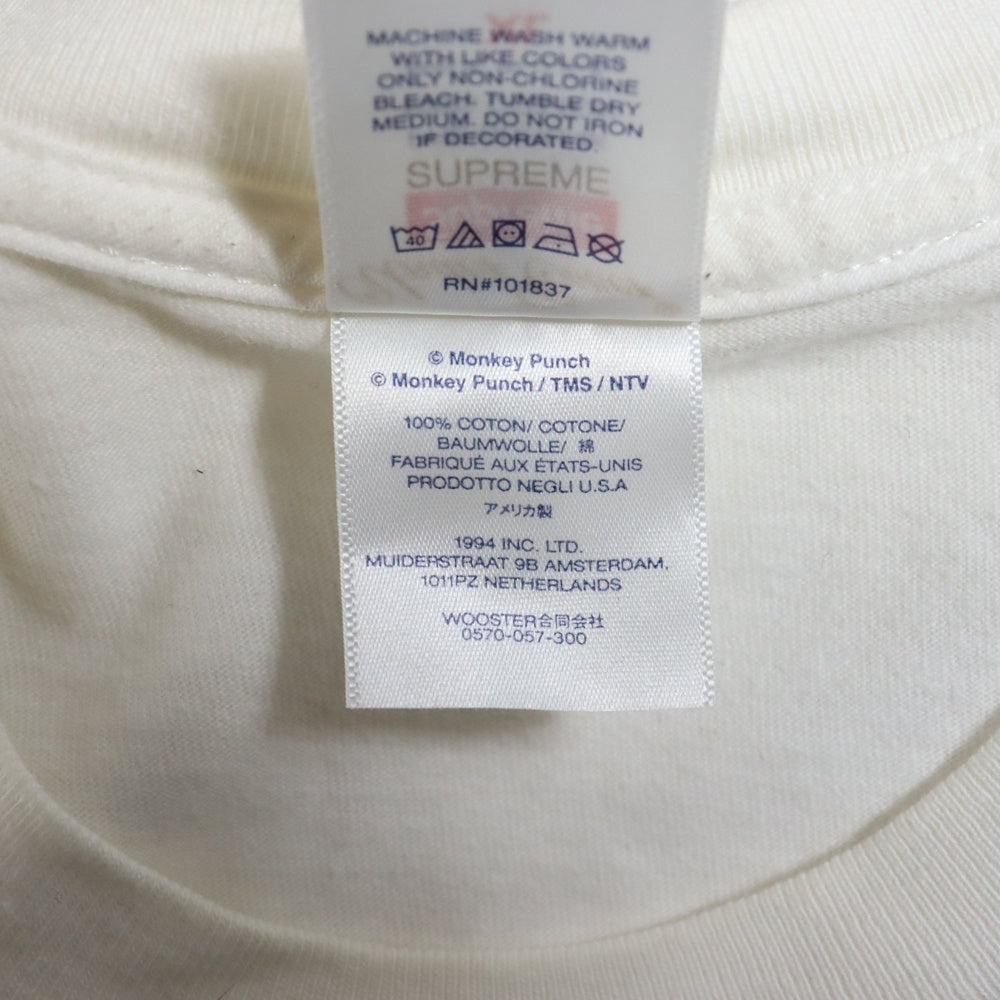 MACHINE WASH WARM
WITH LIKE COLORS
ONLY NON-CHLORINE
BLEACH. TUMBLE DRY
MEDIUM. DO NOT IRON
IF DECORATED.
SUPREME
40
RN#101837
© Monkey Punch
© Monkey Punch / TMS / NTV
100% COTON/ COTONE/
BAUMWOLLE/ 綿
FABRIQUÉ AUX ÉTATS-UNIS
PRODOTTO NEGLI U.S.A
アメリカ製
1994 INC. LTD.
MUIDERSTRAAT 9B AMSTERDAM,
1011PZ NETHERLANDS
WOOSTER合同会社
0570-057-300